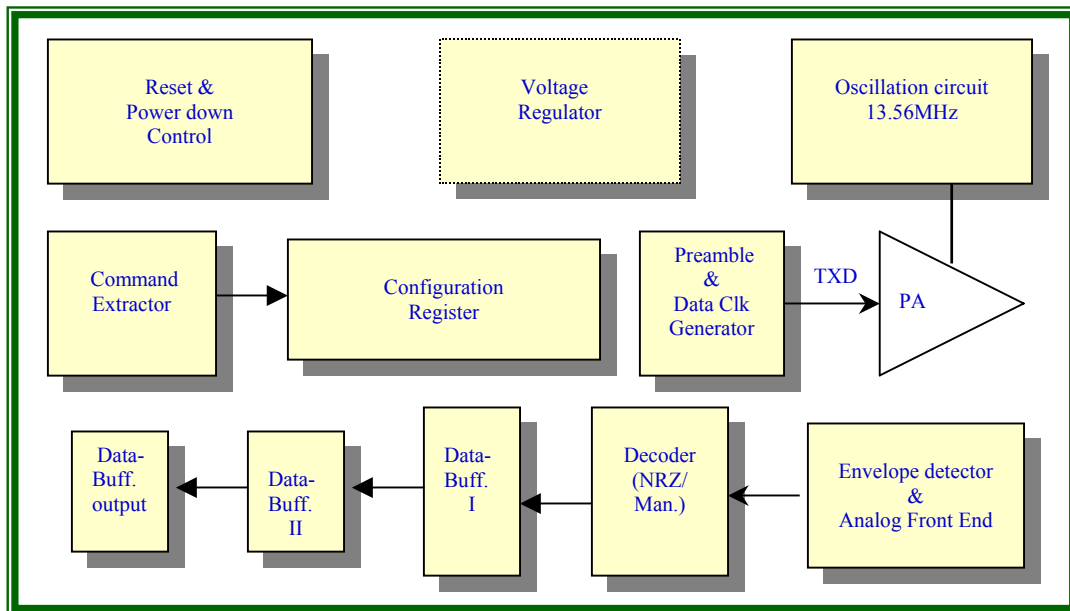 Reset &
Power down
Control
Voltage
Regulator
Oscillation circuit
13.56MHz
Command
Extractor
Configuration
Register
Preamble
&
Data Clk
Generator
TXD
PA
Data-
Buff.
output
Data-
Buff.
II
Data-
Buff.
I
Decoder
(NRZ/
Man.)
Envelope detector
&
Analog Front End